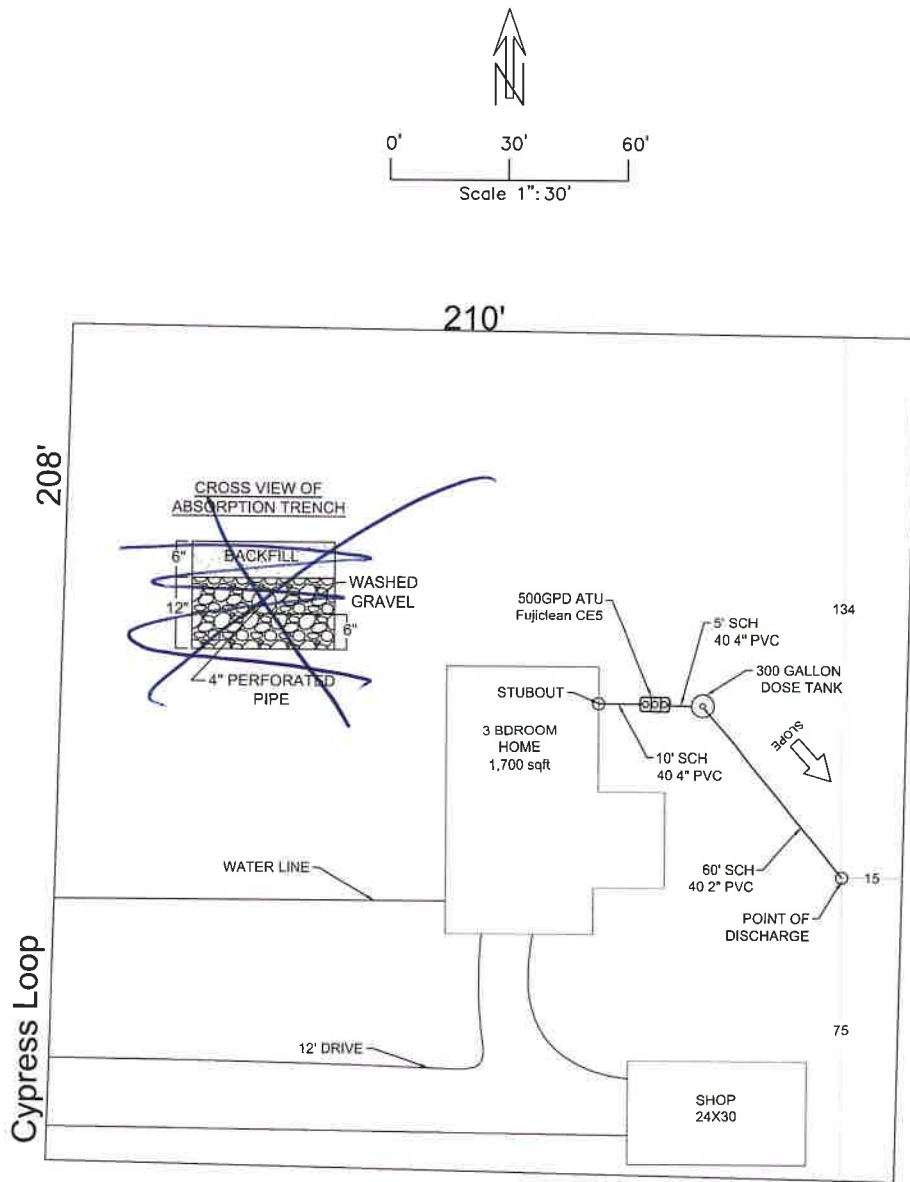 N
0' 30' 60'
Scale 1":30'
210'
208'
CROSS VIEW OF
ABSORPTION TRENCH
6"
BACKFILL
WASHED
GRAVEL
12"
6"
4" PERFORATED
PIPE
500GPD ATU
Fujiclean CE5
5' SCH
40 4" PVC
134
300 GALLON
DOSE TANK
STUBOUT
3 BDROOM
HOME
1,700 sqft
10' SCH
40 4" PVC
SLOPE
WATER LINE
60' SCH
40 2" PVC
15
POINT OF
DISCHARGE
Cypress Loop
12' DRIVE
75
SHOP
24X30